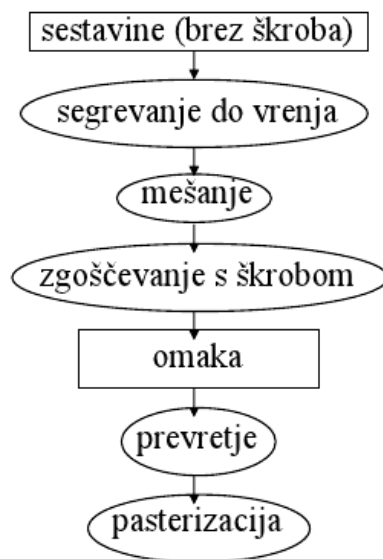 sestavine (brez škroba)
segrevanje do vrenja
mešanje
zgoščevanje s škrobom
omaka
prevretje
pasterizacija